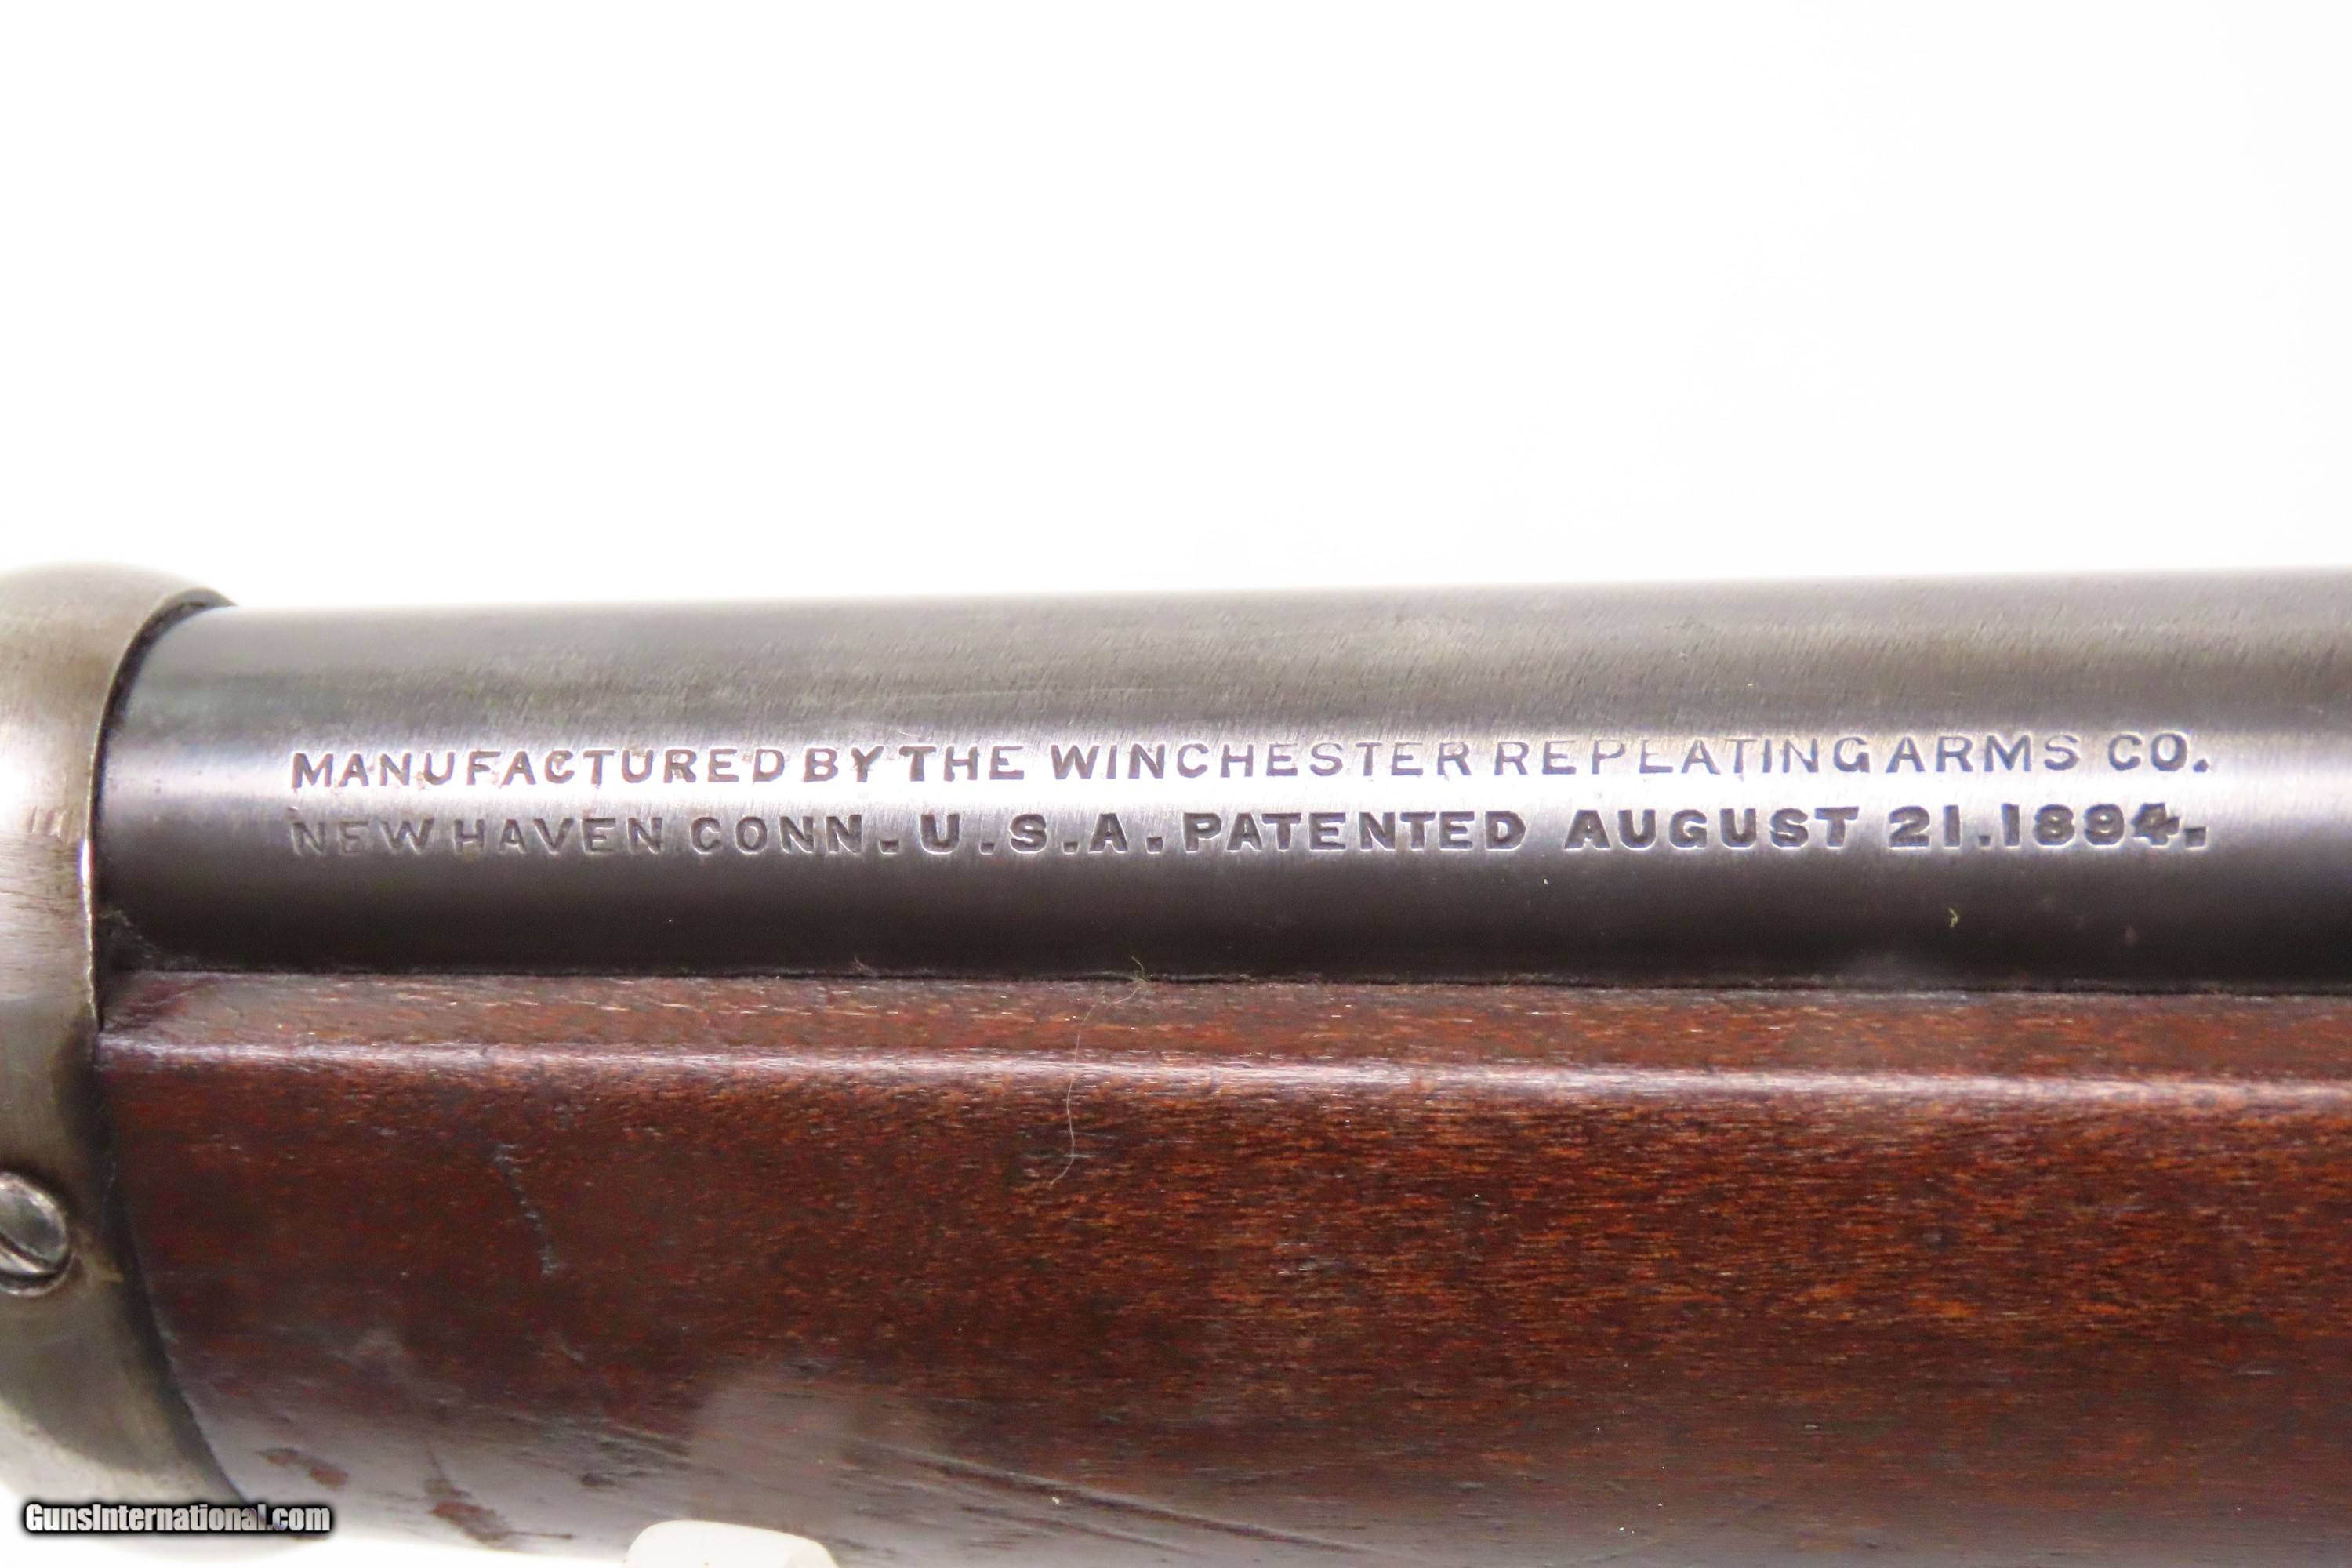 MANUFACTURED BY THE WINCHESTER REPEATING ARMS CO.
NEW HAVEN CONN. U.S.A. PATENTED AUGUST 21.1894.
GunsInternational.com